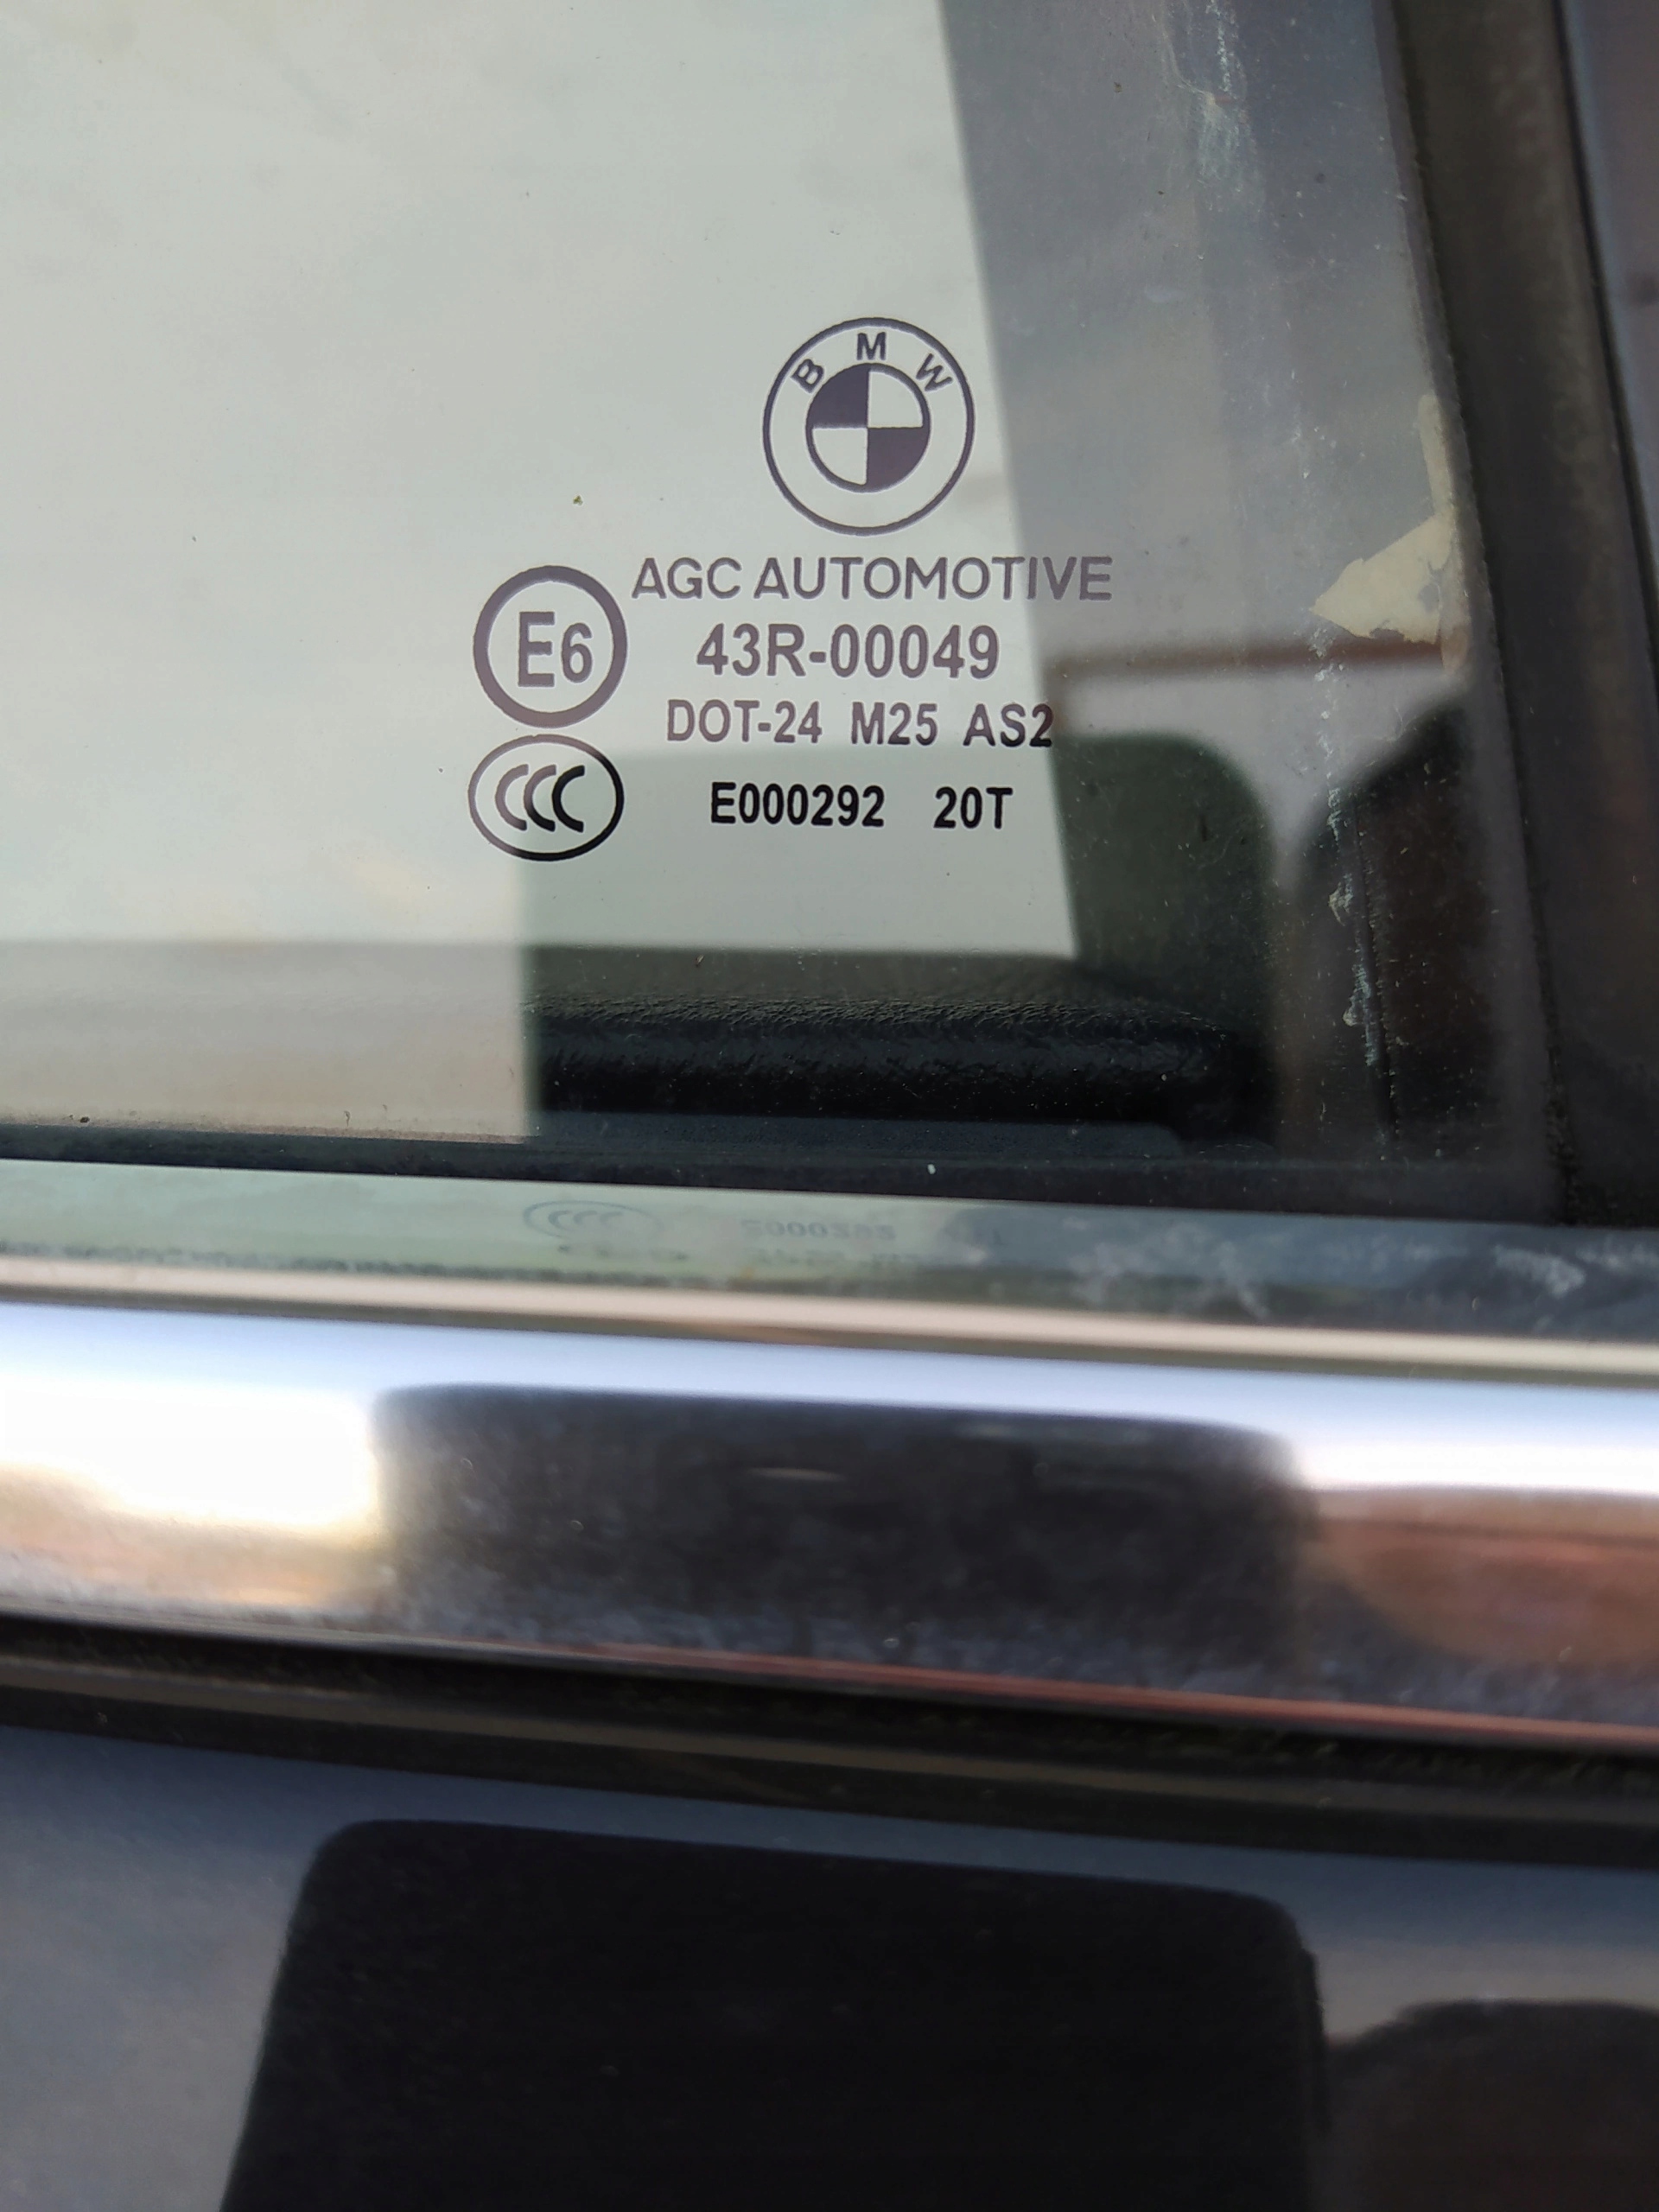 BMW
AGC AUTOMOTIVE
E6 43R-00049
DOT-24 M25 AS2
CCC E000292 20T